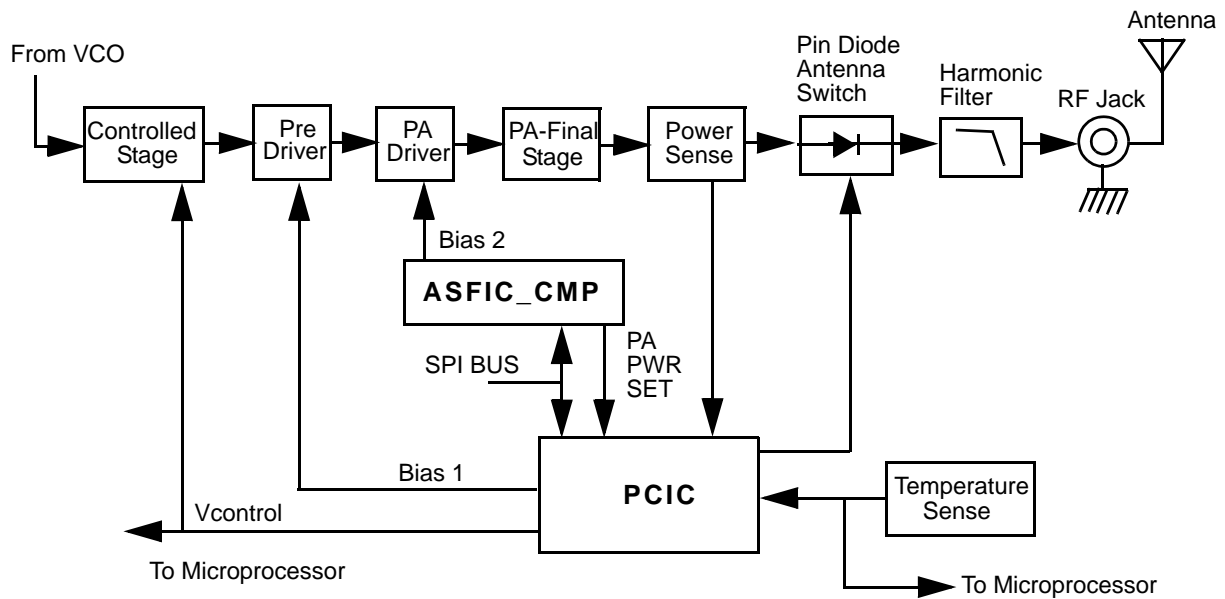 Antenna
From VCO
Pin Diode
Antenna
Switch
Harmonic
Filter
RF Jack
Controlled
Stage
Pre
Driver
PA
Driver
PA-Final
Stage
Power
Sense
Bias 2
ASFIC_CMP
SPI BUS
PA
PWR
SET
Bias 1
PCIC
Temperature
Sense
Vcontrol
To Microprocessor
To Microprocessor